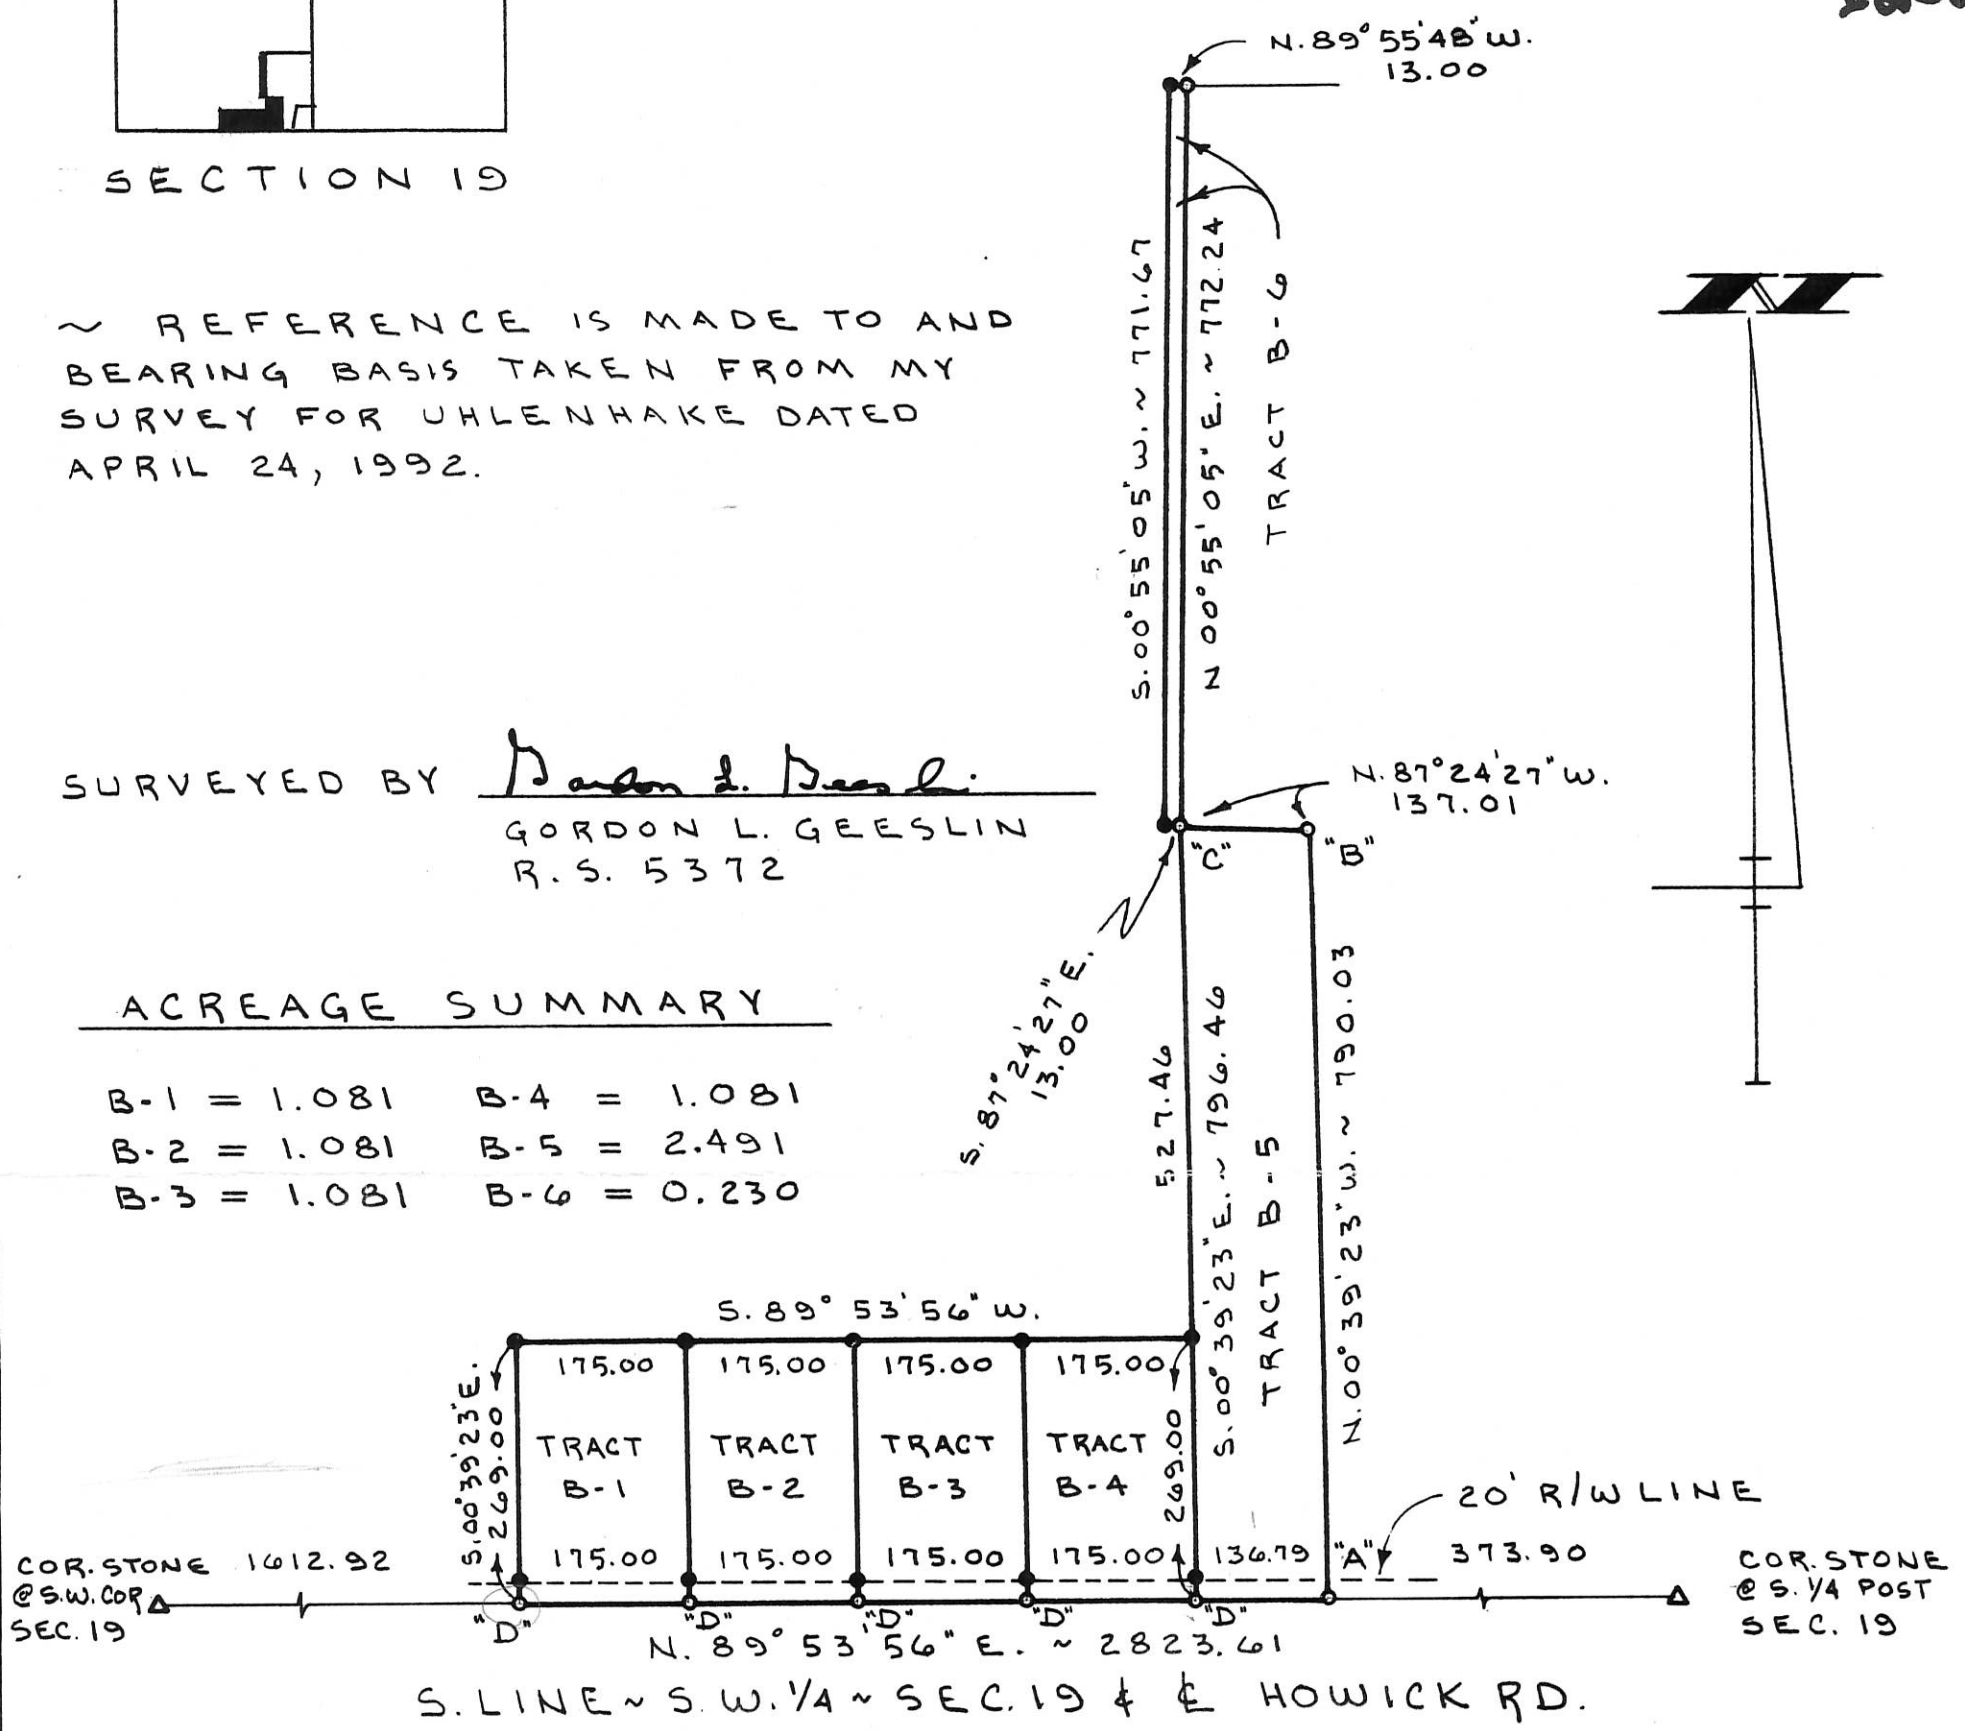 SECTION 19
N. 89° 55' 48" W.
13.00
~ REFERENCE IS MADE TO AND
BEARING BASIS TAKEN FROM MY
SURVEY FOR UHLENHAKE DATED
APRIL 24, 1992.
S. 00° 55' 05" W. ~ 771.67
N 00° 55' 05" E. ~ 772.24
TRACT B-6
N
SURVEYED BY Gordon L. Geeslin
GORDON L. GEESLIN
R.S. 5372
N. 87° 24' 27" W.
137.01
"C"
"B"
S. 87° 24' 27" E.
13.00
ACREAGE SUMMARY
B-1 = 1.081 B-4 = 1.081
B-2 = 1.081 B-5 = 2.491
B-3 = 1.081 B-6 = 0.230
527.46
S. 00° 39' 23" E. ~ 796.46
TRACT B-5
N. 00° 39' 23" W. ~ 790.03
S. 89° 53' 56" W.
175.00 175.00 175.00 175.00
S. 00° 39' 23" E.
269.00
TRACT
B-1
TRACT
B-2
TRACT
B-3
TRACT
B-4
269.00
20' R/W LINE
175.00 175.00 175.00 175.00 136.79 "A" 373.90
COR. STONE 1612.92
@ S.W. COR
SEC. 19
COR. STONE
@ S. 1/4 POST
SEC. 19
"D" "D" "D" "D" "D"
N. 89° 53' 56" E. ~ 2823.61
S. LINE ~ S.W. 1/4 ~ SEC. 19 & ℄ HOWICK RD.